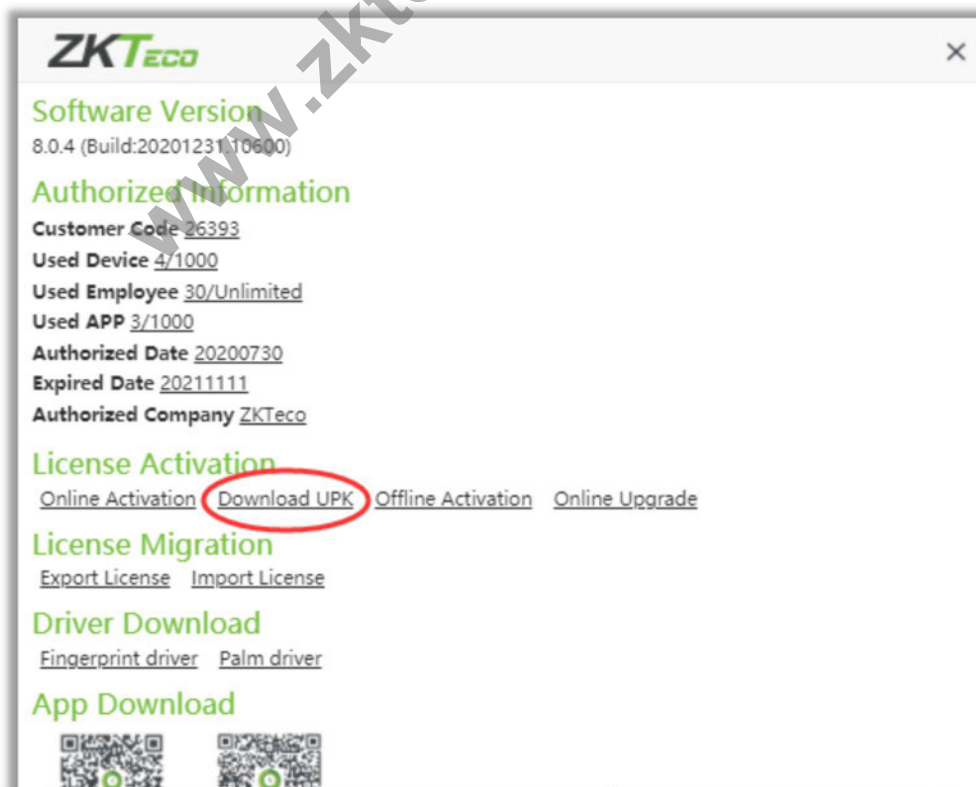 www.zkte
ZKTECO
Software Version
8.0.4 (Build:20201231.10600)
Authorized Information
Customer Code 26393
Used Device 4/1000
Used Employee 30/Unlimited
Used APP 3/1000
Authorized Date 20200730
Expired Date 20211111
Authorized Company ZKTeco
License Activation
Online Activation Download UPK Offline Activation Online Upgrade
License Migration
Export License Import License
Driver Download
Fingerprint driver Palm driver
App Download